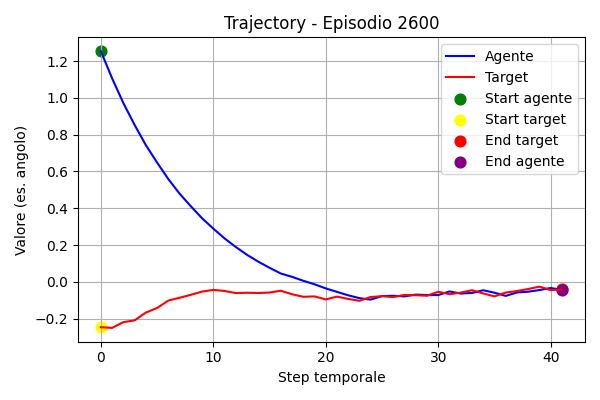 Trajectory - Episodio 2600
Valore (es. angolo)
1.2
1.0
0.8
0.6
0.4
0.2
0.0
−0.2
0
10
20
30
40
Step temporale
Agente
Target
Start agente
Start target
End target
End agente